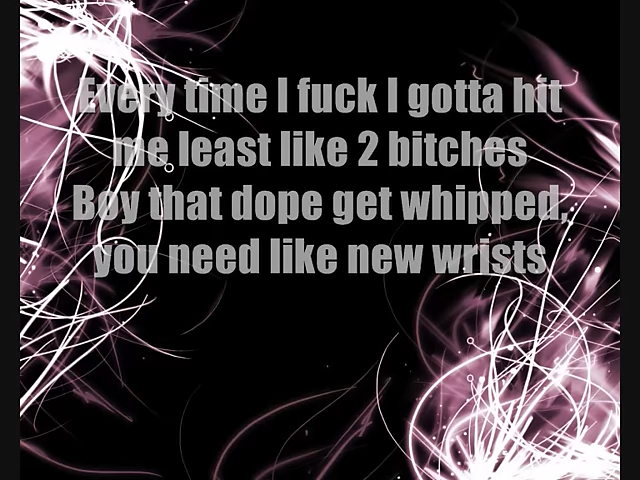 Every time I fuck I gotta hit
me least like 2 bitches
Boy that dope get whipped,
you need like new wrists